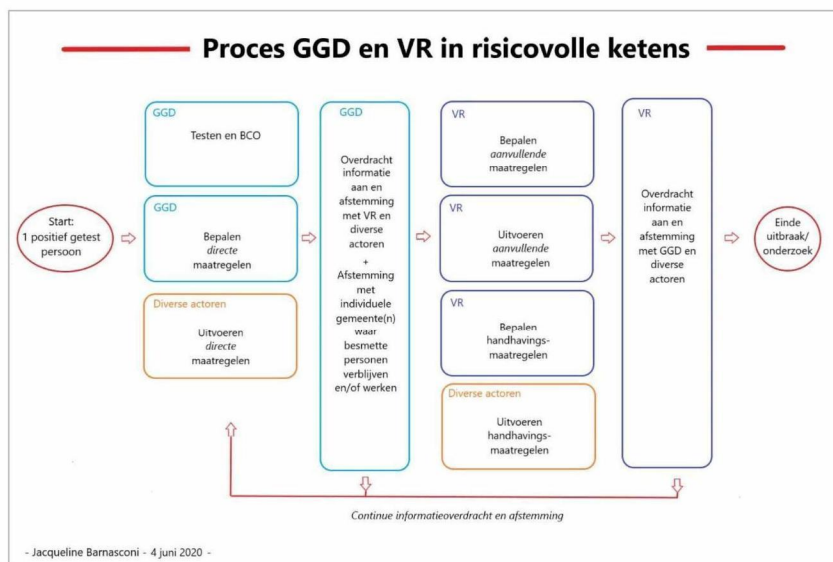 Proces GGD en VR in risicovolle ketens
Start:
1 positief getest
persoon
GGD
Testen en BCO
GGD
Bepalen
directe
maatregelen
Diverse actoren
Uitvoeren
directe
maatregelen
GGD
Overdracht
informatie
aan en
afstemming
met VR en
diverse
actoren
+
Afstemming
met
individuele
gemeente(n)
waar
besmette
personen
verblijven
en/of werken
VR
Bepalen
aanvullende
maatregelen
VR
Uitvoeren
aanvullende
maatregelen
VR
Bepalen
handhavings-
maatregelen
Diverse actoren
Uitvoeren
handhavings-
maatregelen
VR
Overdracht
informatie
aan en
afstemming
met GGD en
diverse
actoren
Einde
uitbraak/
onderzoek
Continue informatieoverdracht en afstemming
- Jacqueline Barnasconi - 4 juni 2020 -